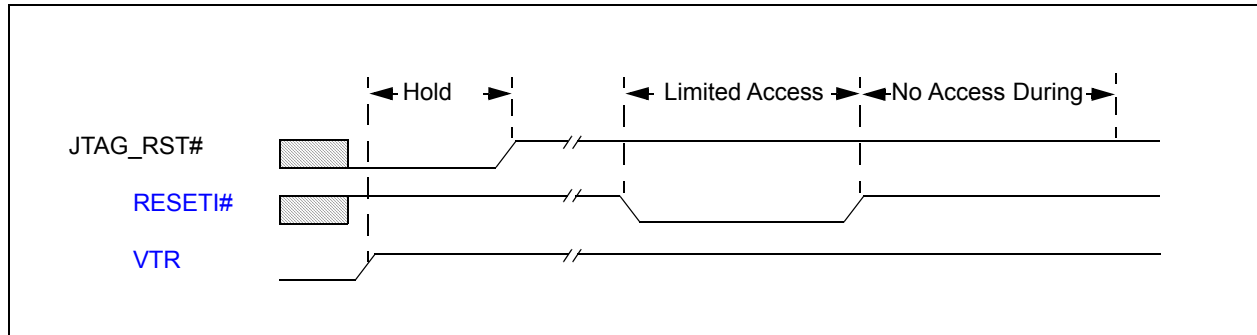 Hold Limited Access No Access During
JTAG_RST#
RESETI#
VTR